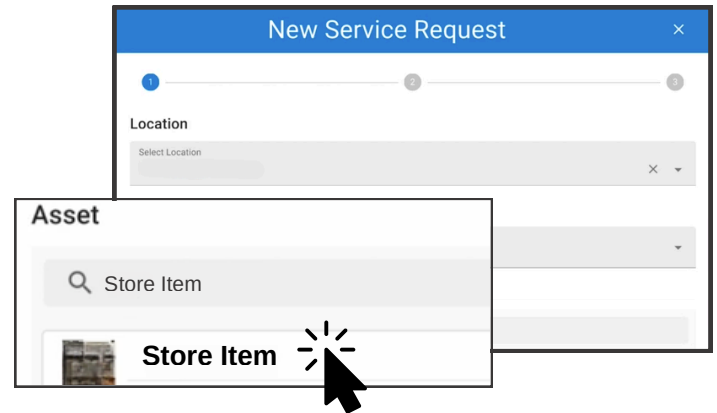 New Service Request
1 2 3
Location
Select Location
Asset
Store Item
Store Item